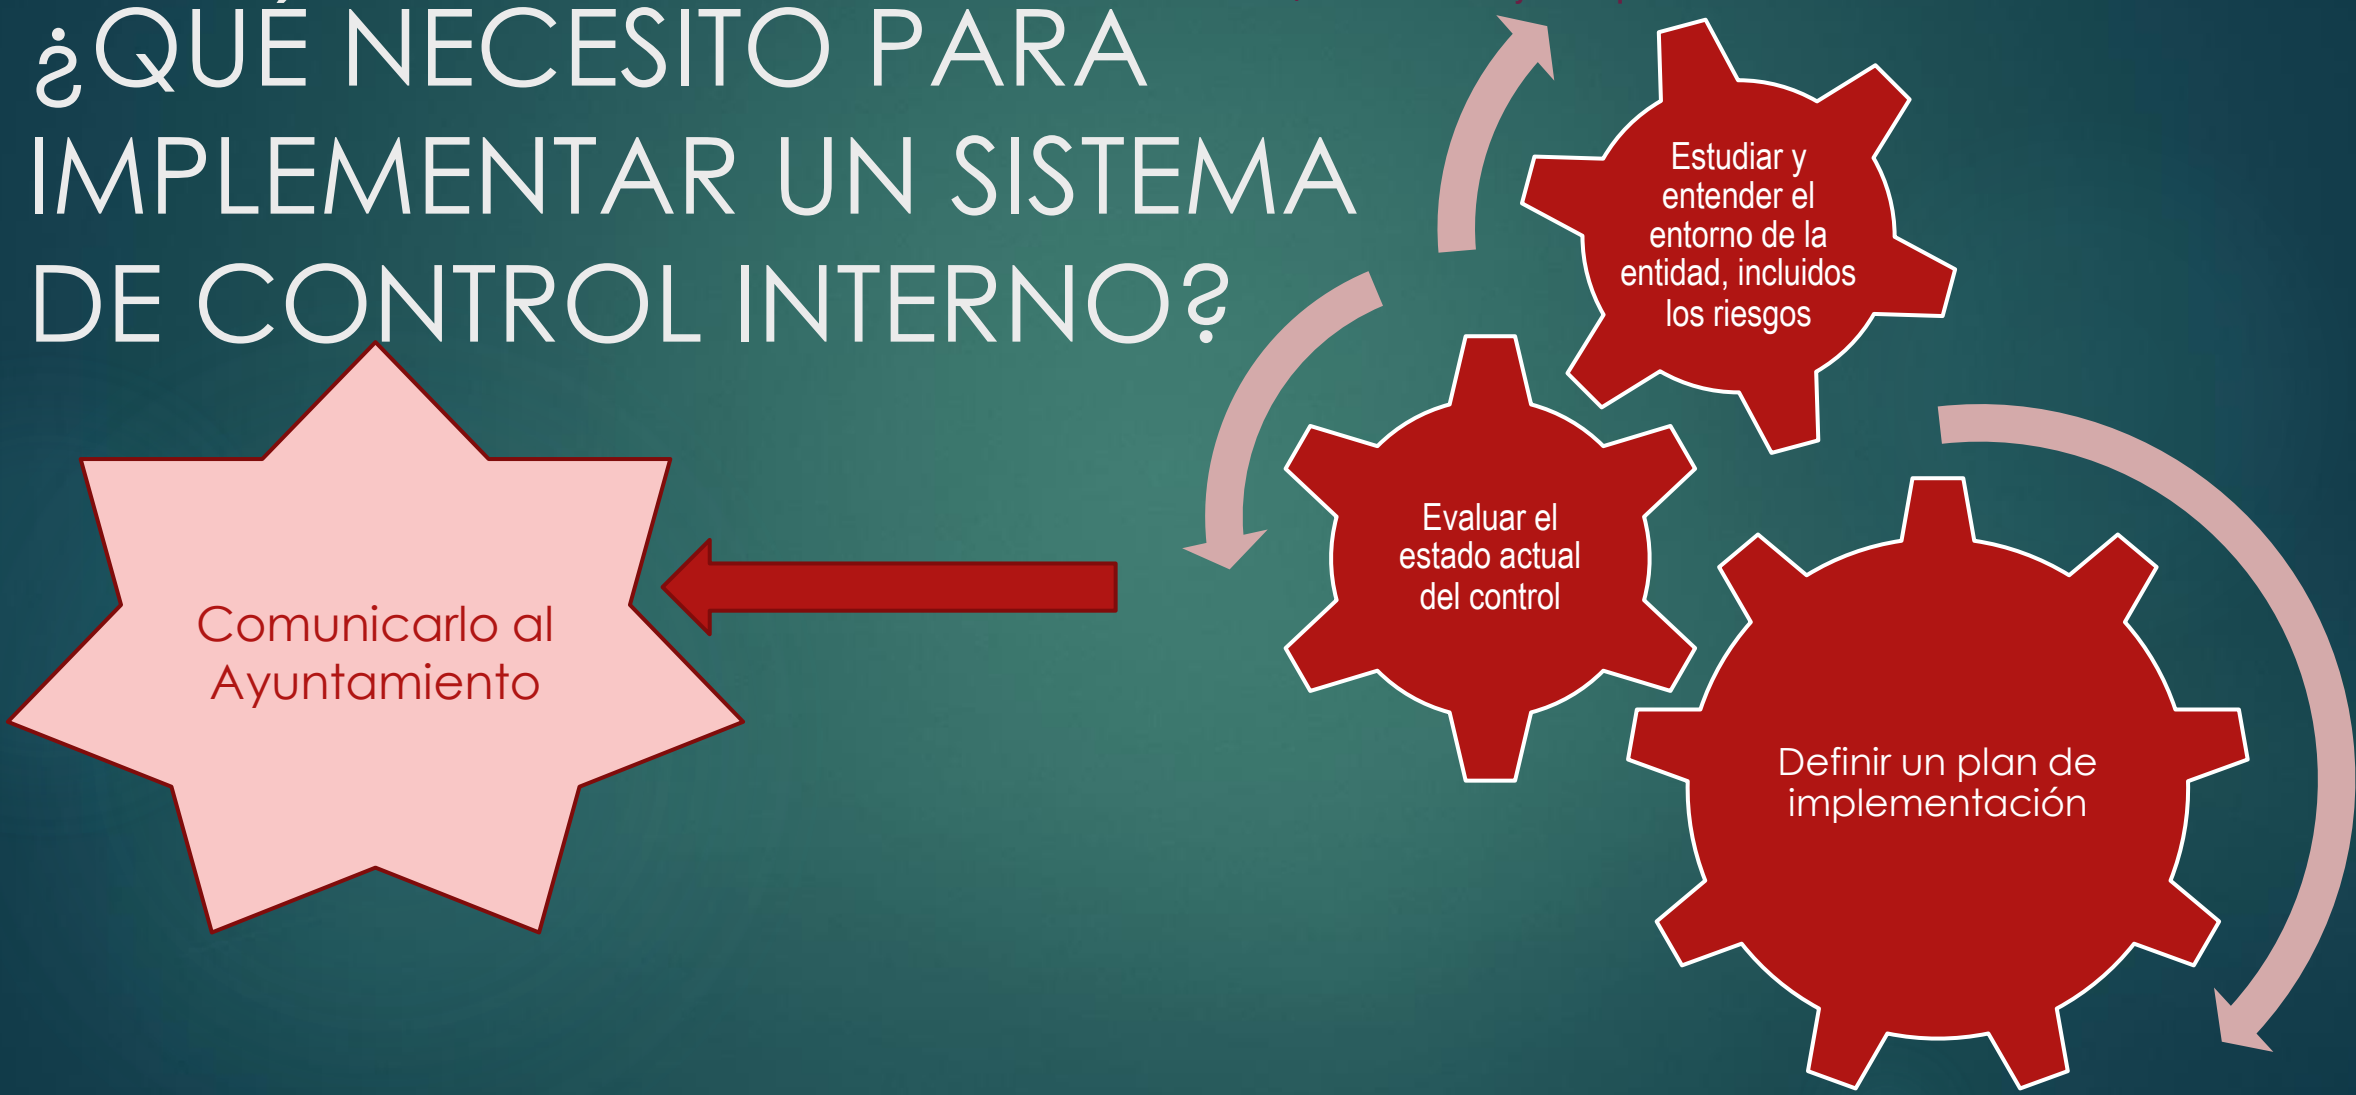 ¿QUÉ NECESITO PARA
IMPLEMENTAR UN SISTEMA
DE CONTROL INTERNO?
Estudiar y
entender el
entorno de la
entidad, incluidos
los riesgos
Evaluar el
estado actual
del control
Definir un plan de
implementación
Comunicarlo al
Ayuntamiento